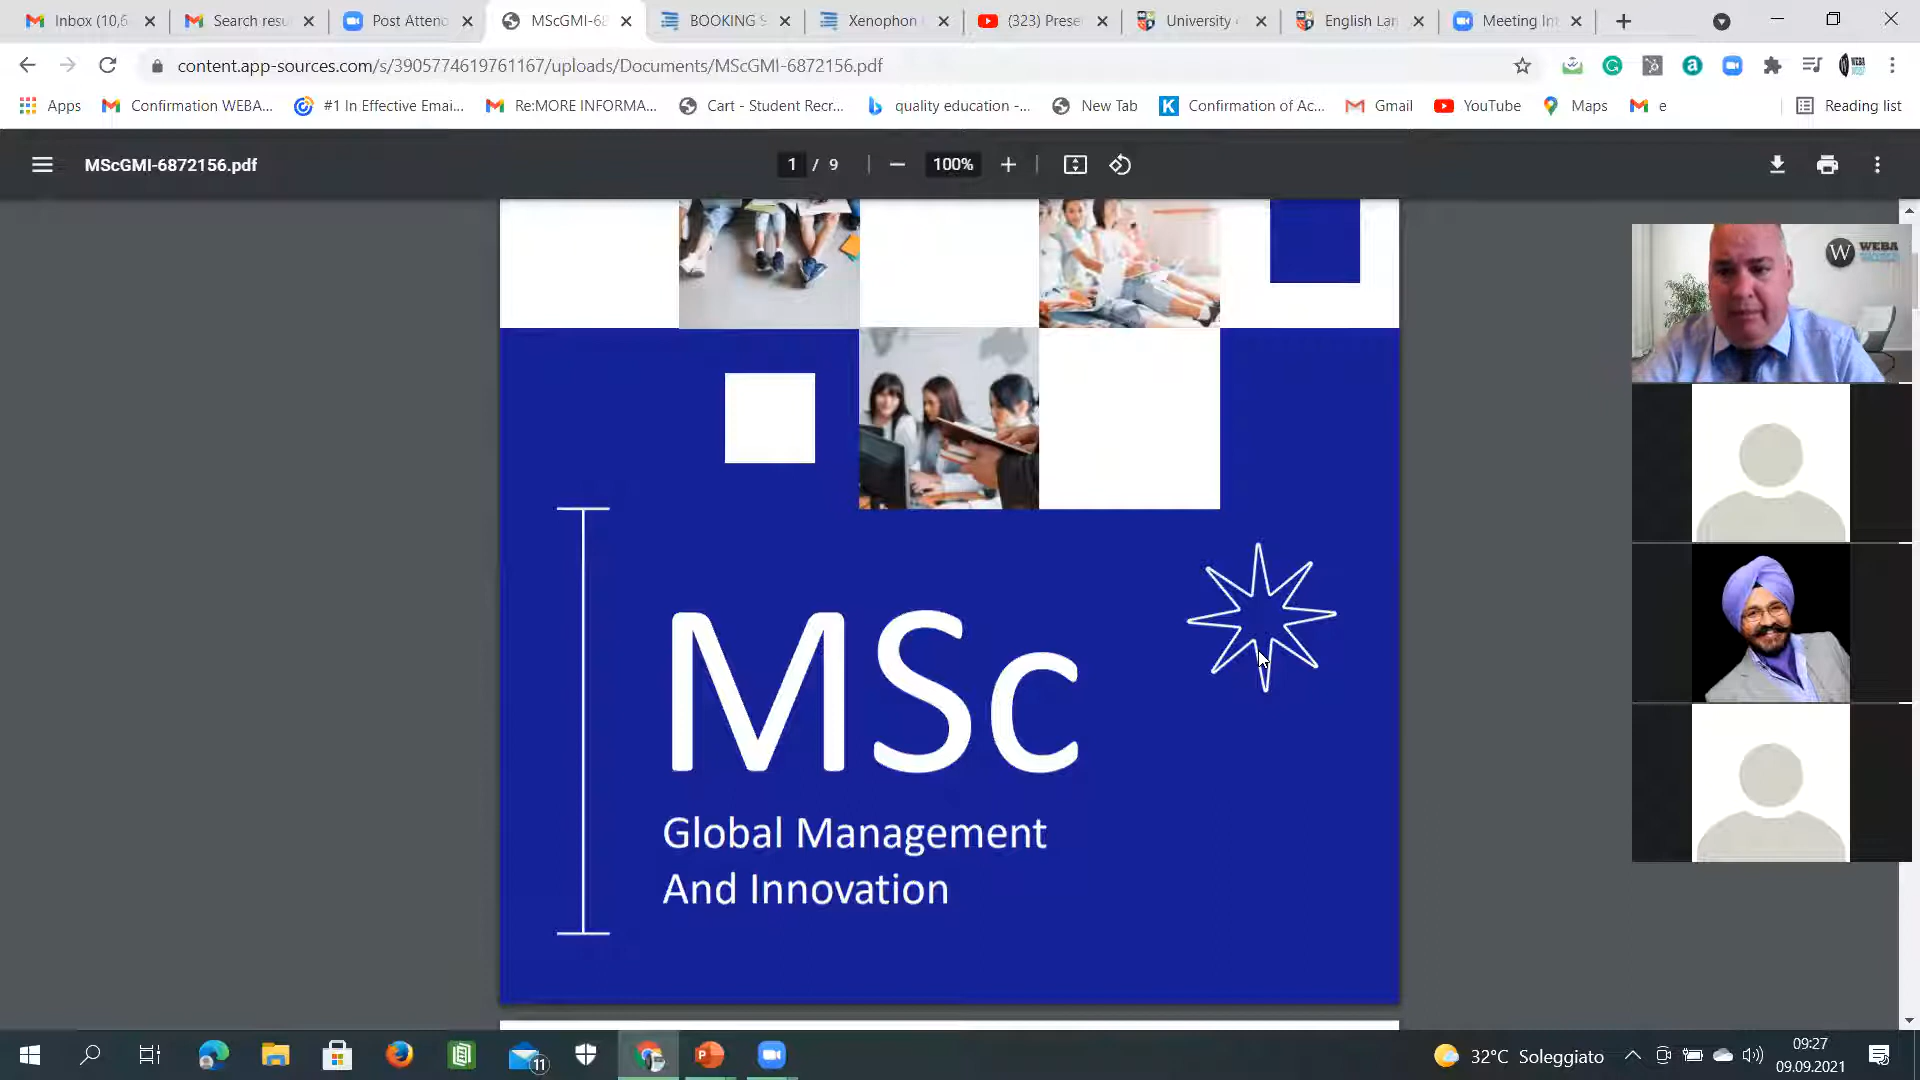 Inbox (10,6
Search resu
Post Atteno
MScGMI-68
BOOKING S
Xenophon
(323) Prese
University
English Lan
Meeting In
content.app-sources.com/s/3905774619761167/uploads/Documents/MScGMI-6872156.pdf
Apps
Confirmation WEBA...
#1 In Effective Emai...
Re:MORE INFORMA...
Cart - Student Recr...
quality education -...
New Tab
Confirmation of Ac...
Gmail
YouTube
Maps
e
Reading list
MScGMI-6872156.pdf
1 / 9
100%
W WEBA
MSc
Global Management
And Innovation
11
32°C Soleggiato
09:27
09.09.2021